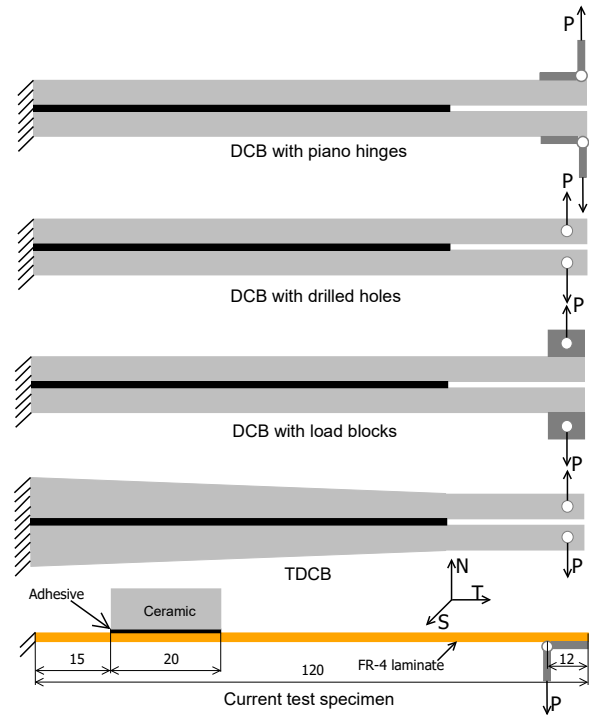 P
DCB with piano hinges
P
DCB with drilled holes
P
DCB with load blocks
P
TDCB
P
N
T
S
Adhesive
Ceramic
15
20
120
FR-4 laminate
12
Current test specimen
P